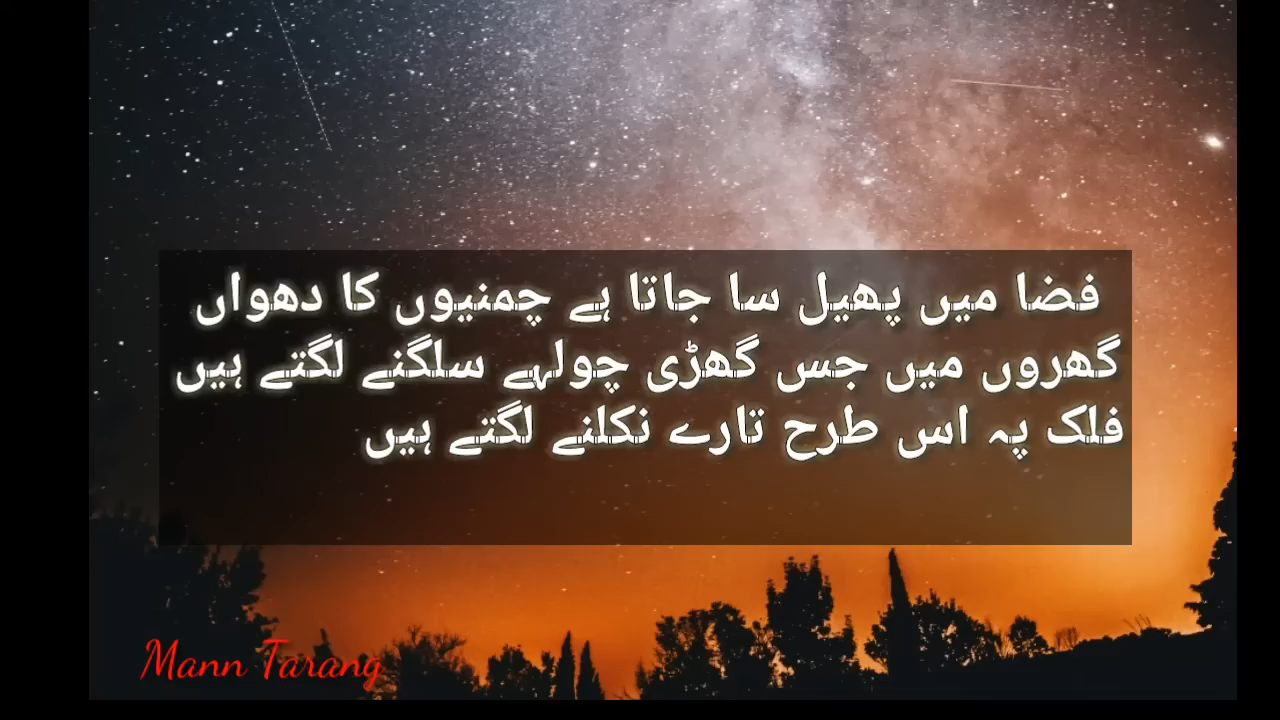 فضا میں پھیل سا جاتا ہے چمنیوں کا دھواں
گھروں میں جس گھڑی چولہے سلگنے لگتے ہیں
فلک پہ اس طرح تارے نکلنے لگتے ہیں
Mann Tarang